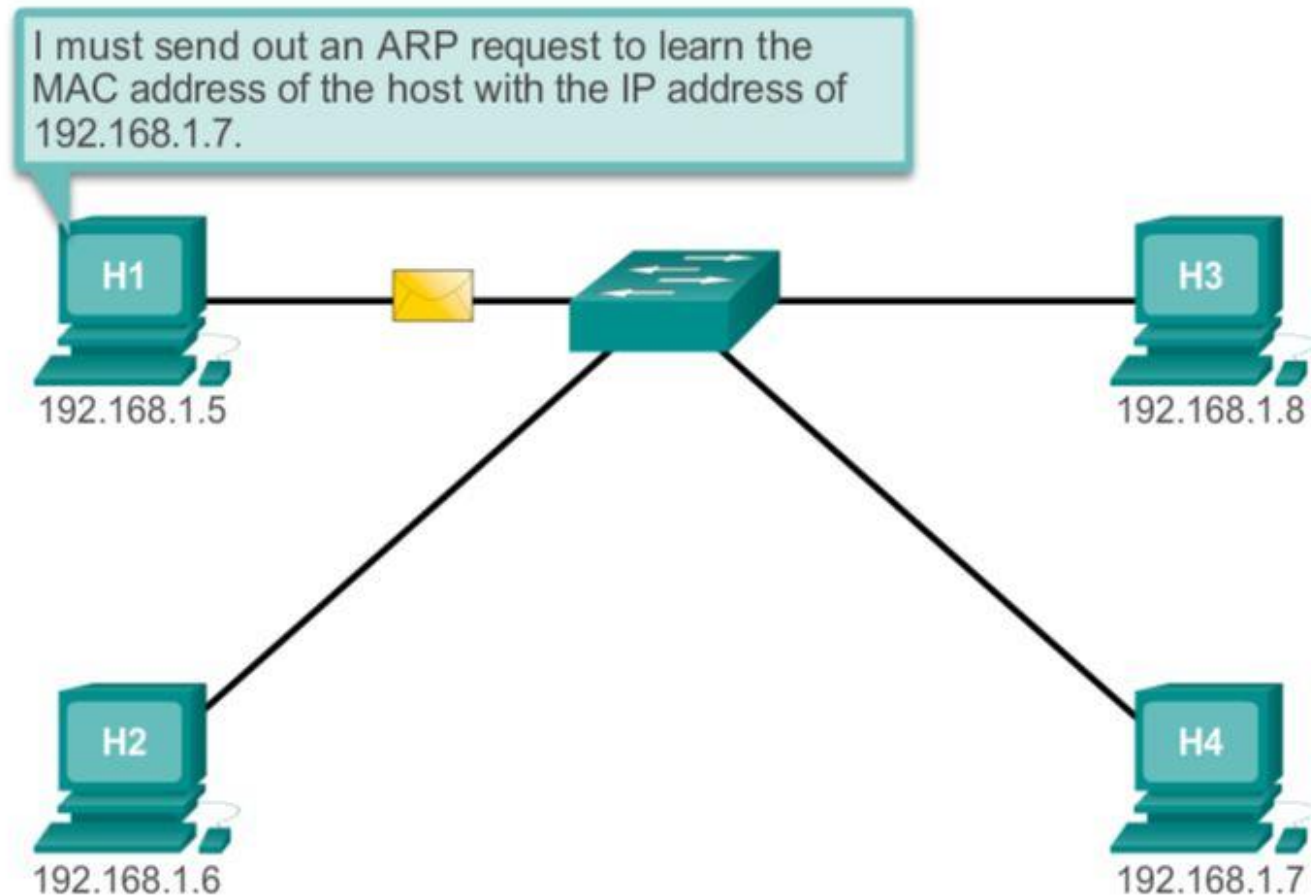 I must send out an ARP request to learn the
MAC address of the host with the IP address of
192.168.1.7.
H1
H3
192.168.1.5
192.168.1.8
H2
H4
192.168.1.6
192.168.1.7